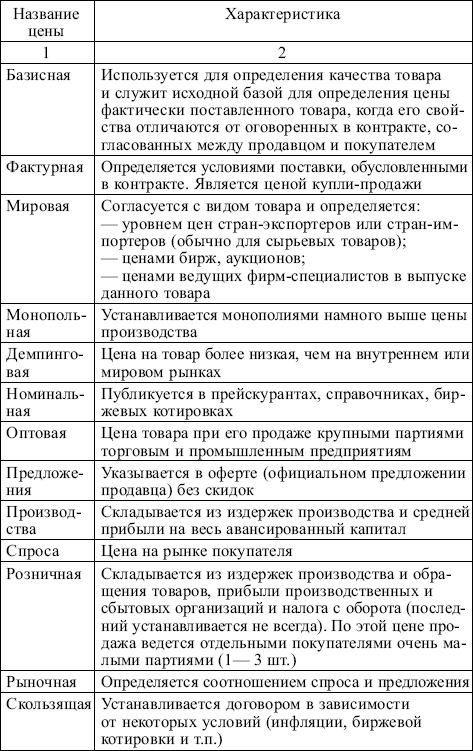 Название
цены
Характеристика
1
2
Базисная
Используется для определения качества товара
и служит исходной базой для определения цены
фактически поставленного товара, когда его свой-
ства отличаются от оговоренных в контракте, со-
гласованных между продавцом и покупателем
Фактурная
Определяется условиями поставки, обусловленными
в контракте. Является ценой купли-продажи
Мировая
Согласуется с видом товара и определяется:
— уровнем цен стран-экспортеров или стран-им-
портеров (обычно для сырьевых товаров);
— ценами бирж, аукционов;
— ценами ведущих фирм-специалистов в выпуске
данного товара
Монополь-
ная
Устанавливается монополиями намного выше цены
производства
Демпинго-
вая
Цена на товар более низкая, чем на внутреннем или
мировом рынках
Номиналь-
ная
Публикуется в прейскурантах, справочниках, бир-
жевых котировках
Оптовая
Цена товара при его продаже крупными партиями
торговым и промышленным предприятиям
Предложе-
ния
Указывается в оферте (официальном предложении
продавца) без скидок
Производ-
ства
Складывается из издержек производства и средней
прибыли на весь авансированный капитал
Спроса
Цена на рынке покупателя
Розничная
Складывается из издержек производства и обра-
щения товаров, прибыли производственных и
сбытовых организаций и налога с оборота (послед-
ний устанавливается не всегда). По этой цене про-
дажа ведется отдельными покупателями очень ма-
лыми партиями (1— 3 шт.)
Рыночная
Определяется соотношением спроса и предложения
Скользящая
Устанавливается договором в зависимости
от некоторых условий (инфляции, биржевой
котировки и т.п.)